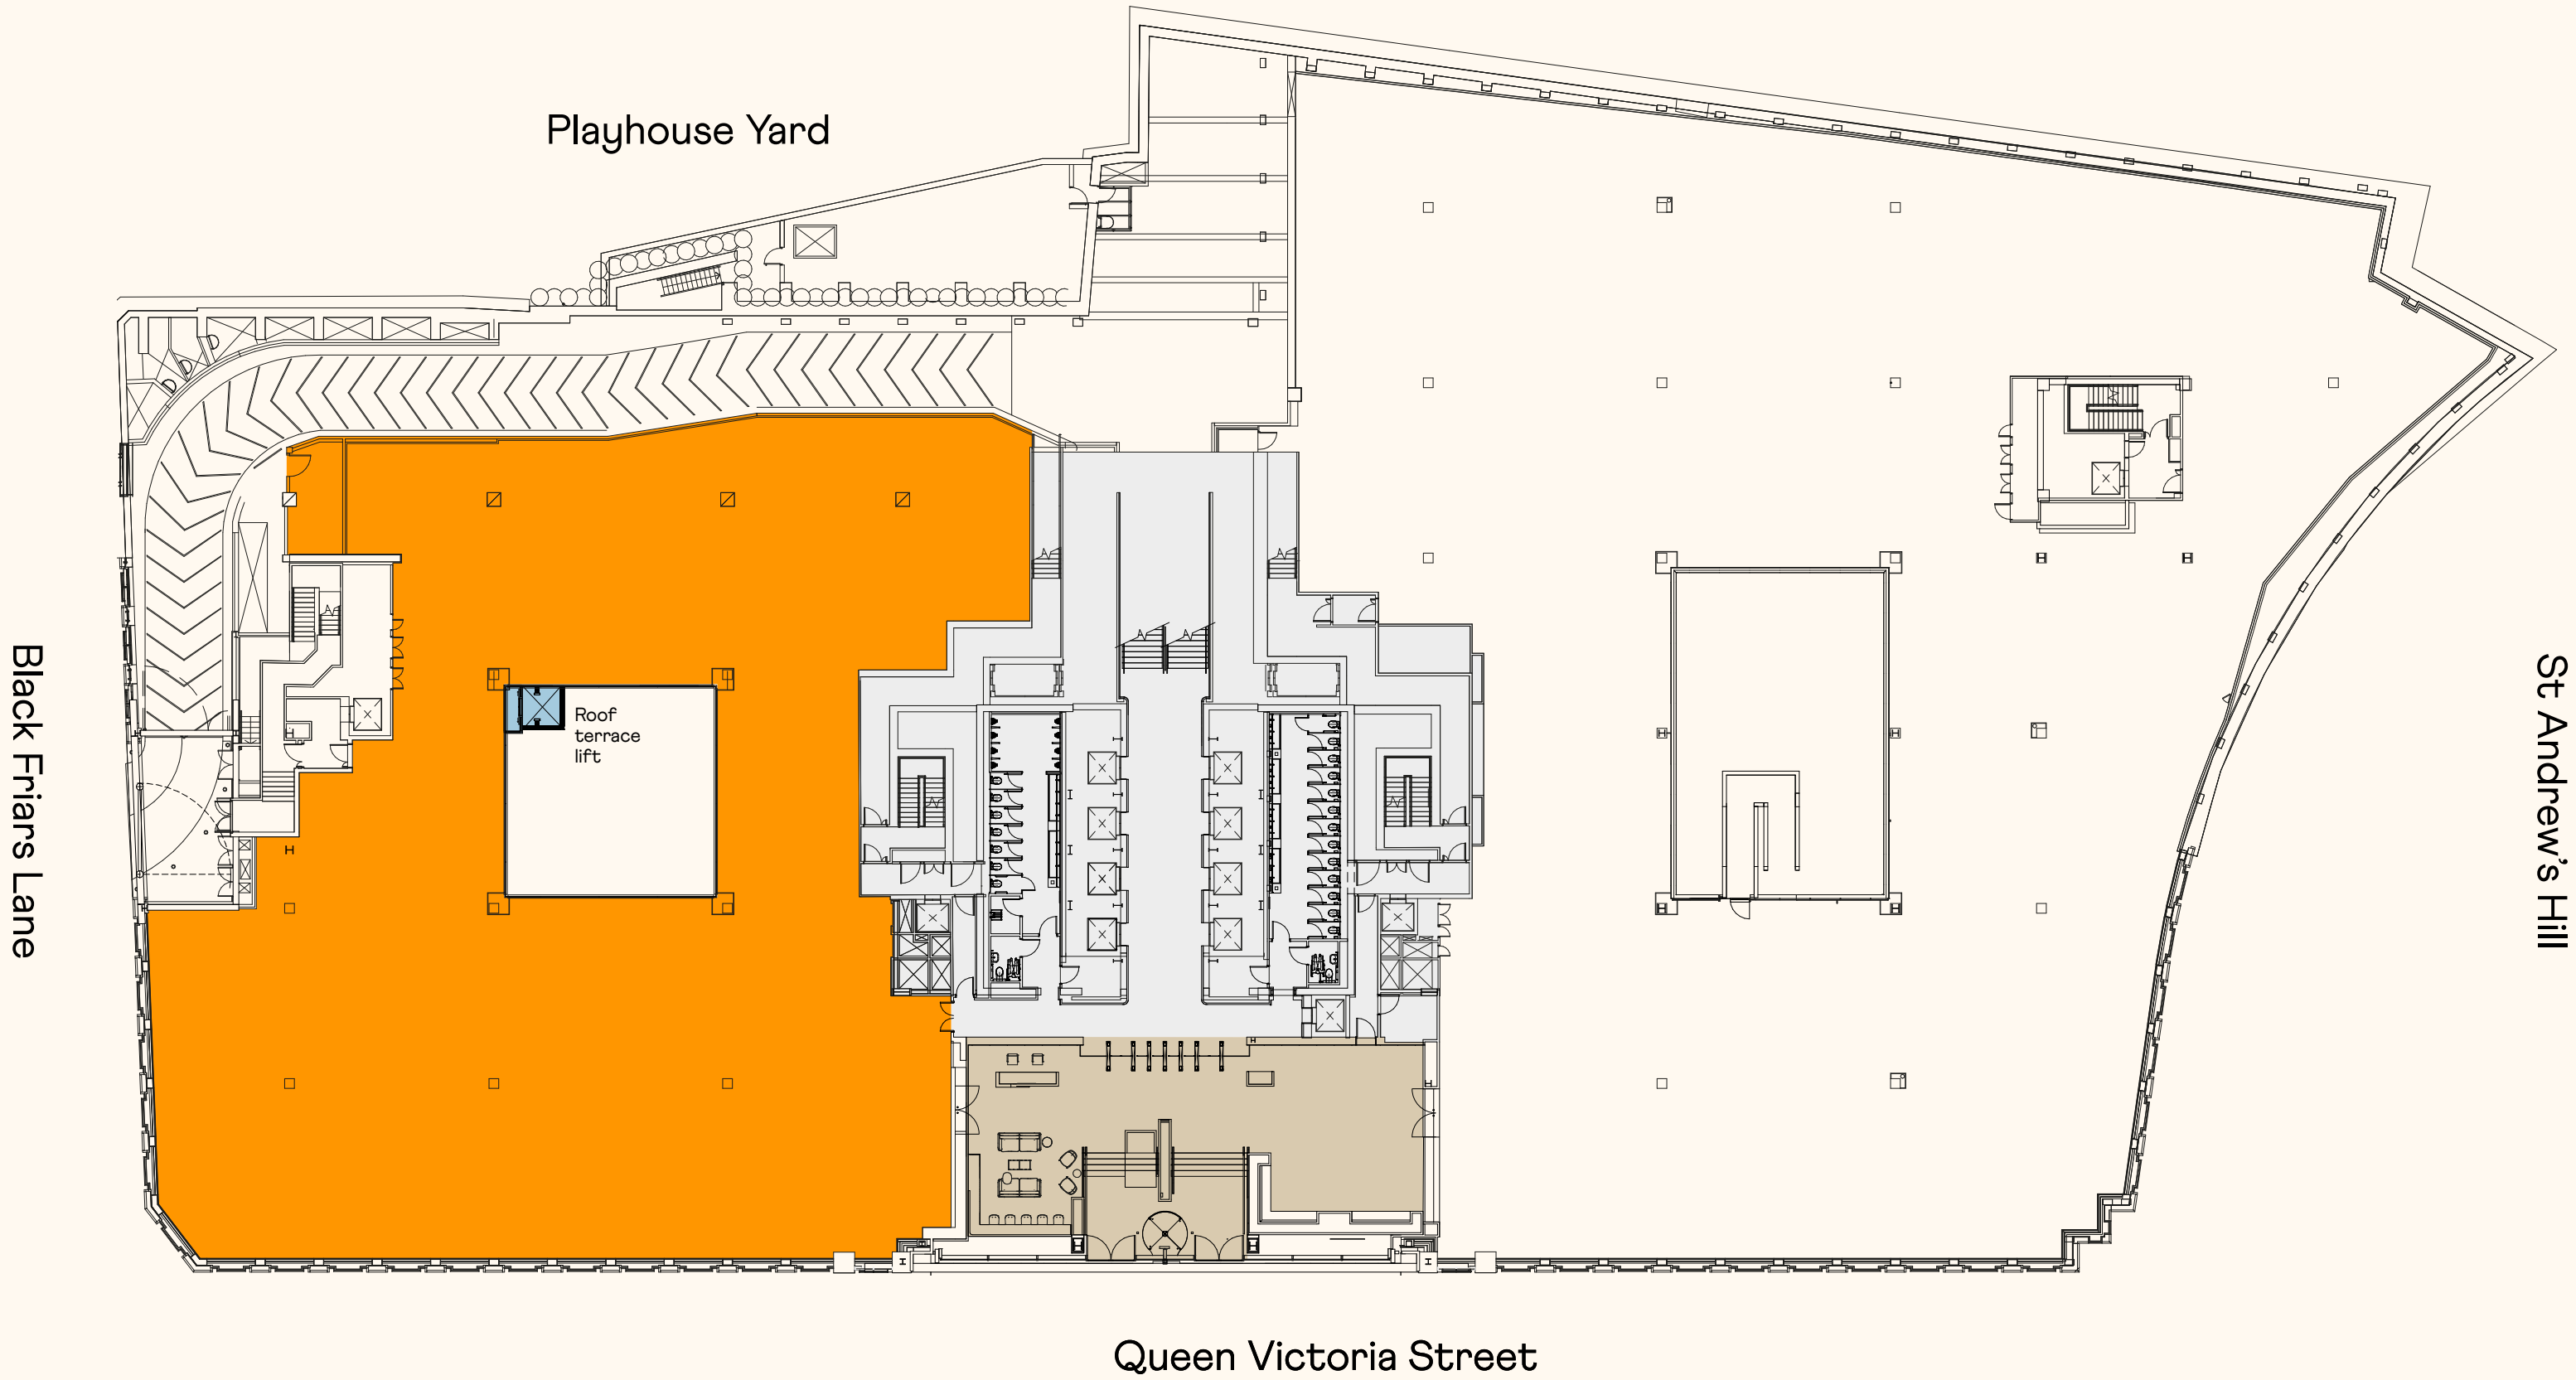 Playhouse Yard
Black Friars Lane
Roof
terrace
lift
St Andrew's Hill
Queen Victoria Street